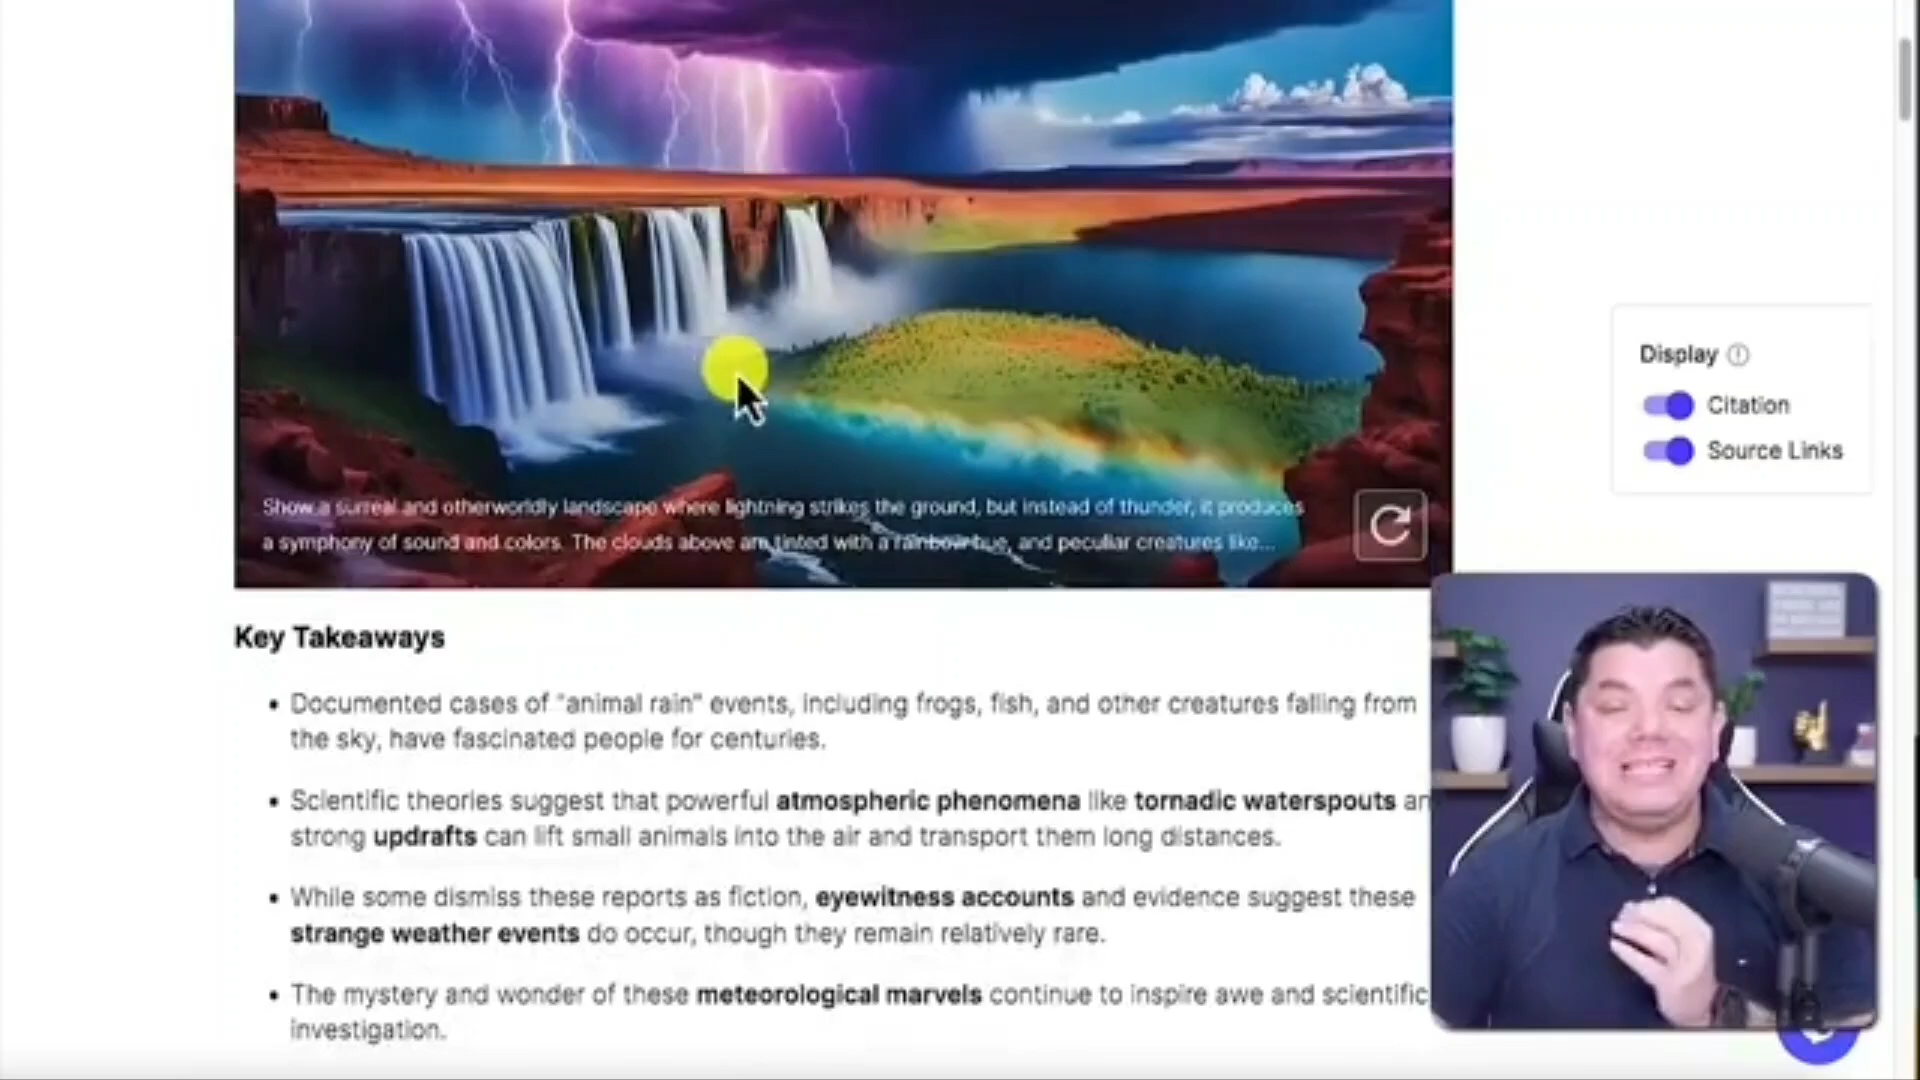 Show a surreal and otherworldly landscape where lightning strikes the ground, but instead of thunder, it produces
a symphony of sound and colors. The clouds above are tinted with a rainbow hue, and peculiar creatures like...
Display
Citation
Source Links
Key Takeaways
• Documented cases of "animal rain" events, including frogs, fish, and other creatures falling from
the sky, have fascinated people for centuries.
• Scientific theories suggest that powerful atmospheric phenomena like tornadic waterspouts an
strong updrafts can lift small animals into the air and transport them long distances.
• While some dismiss these reports as fiction, eyewitness accounts and evidence suggest these
strange weather events do occur, though they remain relatively rare.
• The mystery and wonder of these meteorological marvels continue to inspire awe and scientific
investigation.